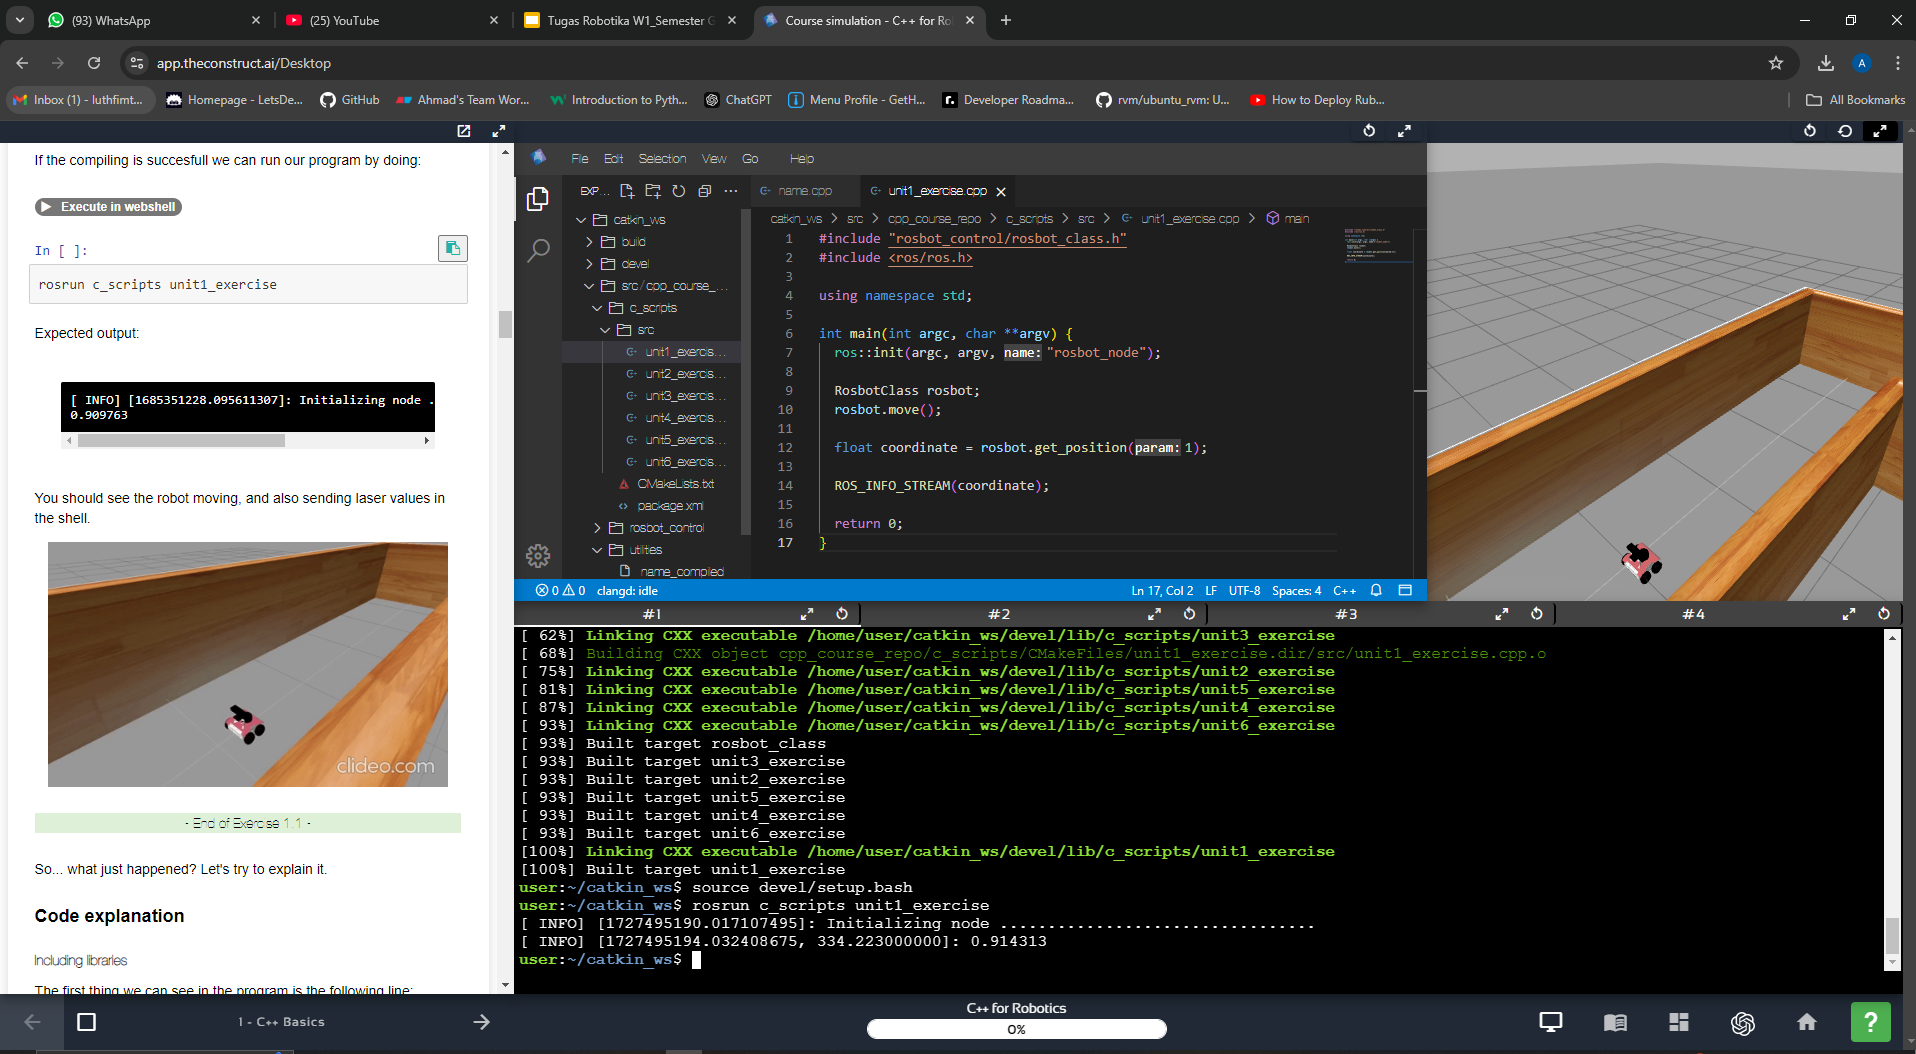 (93) WhatsApp
(25) YouTube
Tugas Robotika W1_Semester G
Course simulation - C++ for Ro
app.theconstruct.ai/Desktop
A
Inbox (1) - luthfimt...
Homepage - LetsDe...
GitHub
Ahmad's Team Wor...
Introduction to Pyth...
ChatGPT
Menu Profile - GetH...
Developer Roadma...
rvm/ubuntu_rvm: U...
How to Deploy Rub...
All Bookmarks
If the compiling is succesfull we can run our program by doing:
Execute in webshell
In [ ]:
rosrun c_scripts unit1_exercise
Expected output:
[ INFO] [1685351228.095611307]: Initializing node .
0.909763
You should see the robot moving, and also sending laser values in
the shell.
clideo.com
- End of Exercise 1.1 -
So... what just happened? Let's try to explain it.
Code explanation
Including libraries
The first thing we can see in the program is the following line:
File Edit Selection View Go Help
EXP...
catkin_ws
build
devel
src/cpp_course_...
c_scripts
src
unit1_exercis...
unit2_exercis...
unit3_exercis...
unit4_exercis...
unit5_exercis...
unit6_exercis...
CMakeLists.txt
package.xml
rosbot_control
utilities
name_compiled
name.cpp
unit1_exercise.cpp
catkin_ws > src > cpp_course_repo > c_scripts > src > unit1_exercise.cpp > main
1 #include "rosbot_control/rosbot_class.h"
2 #include <ros/ros.h>
3
4 using namespace std;
5
6 int main(int argc, char **argv) {
7 ros::init(argc, argv, name: "rosbot_node");
8
9 RosbotClass rosbot;
10 rosbot.move();
11
12 float coordinate = rosbot.get_position(param: 1);
13
14 ROS_INFO_STREAM(coordinate);
15
16 return 0;
17 }
0 0 clangd: idle
Ln 17, Col 2 LF UTF-8 Spaces: 4 C++
#1 #2 #3 #4
[ 62%] Linking CXX executable /home/user/catkin_ws/devel/lib/c_scripts/unit3_exercise
[ 68%] Building CXX object cpp_course_repo/c_scripts/CMakeFiles/unit1_exercise.dir/src/unit1_exercise.cpp.o
[ 75%] Linking CXX executable /home/user/catkin_ws/devel/lib/c_scripts/unit2_exercise
[ 81%] Linking CXX executable /home/user/catkin_ws/devel/lib/c_scripts/unit5_exercise
[ 87%] Linking CXX executable /home/user/catkin_ws/devel/lib/c_scripts/unit4_exercise
[ 93%] Linking CXX executable /home/user/catkin_ws/devel/lib/c_scripts/unit6_exercise
[ 93%] Built target rosbot_class
[ 93%] Built target unit3_exercise
[ 93%] Built target unit2_exercise
[ 93%] Built target unit5_exercise
[ 93%] Built target unit4_exercise
[ 93%] Built target unit6_exercise
[100%] Linking CXX executable /home/user/catkin_ws/devel/lib/c_scripts/unit1_exercise
[100%] Built target unit1_exercise
user:~/catkin_ws$ source devel/setup.bash
user:~/catkin_ws$ rosrun c_scripts unit1_exercise
[ INFO] [1727495190.017107495]: Initializing node .................................
[ INFO] [1727495194.032408675, 334.223000000]: 0.914313
user:~/catkin_ws$
1 - C++ Basics
C++ for Robotics
0%
?